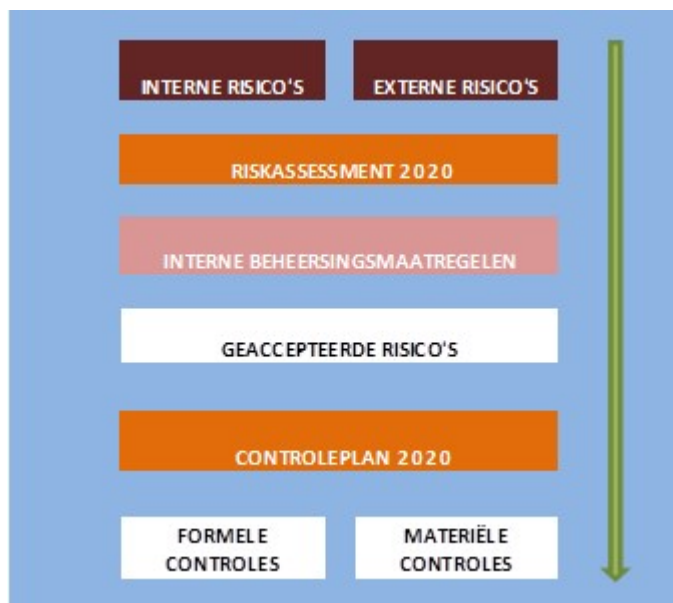 INTERNE RISICO'S
EXTERNE RISICO'S
RISKASSESSMENT 2020
INTERNE BEHEERSINGSMAATREGELEN
GEACCEPTEERDE RISICO'S
CONTROLEPLAN 2020
FORMELE
CONTROLES
MATERIËLE
CONTROLES